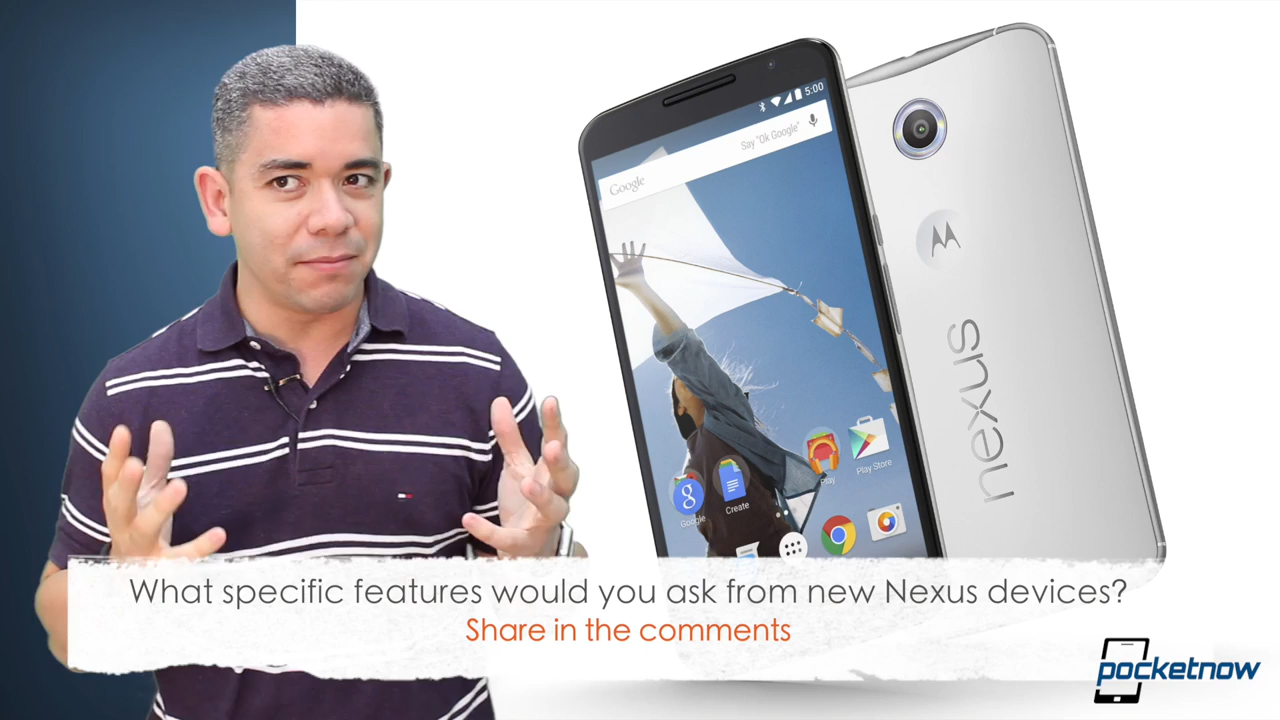 5:00
Say "Ok Google"
Google
nexus
Play Store
Play
Create
Google
What specific features would you ask from new Nexus devices?
Share in the comments
pocketnow